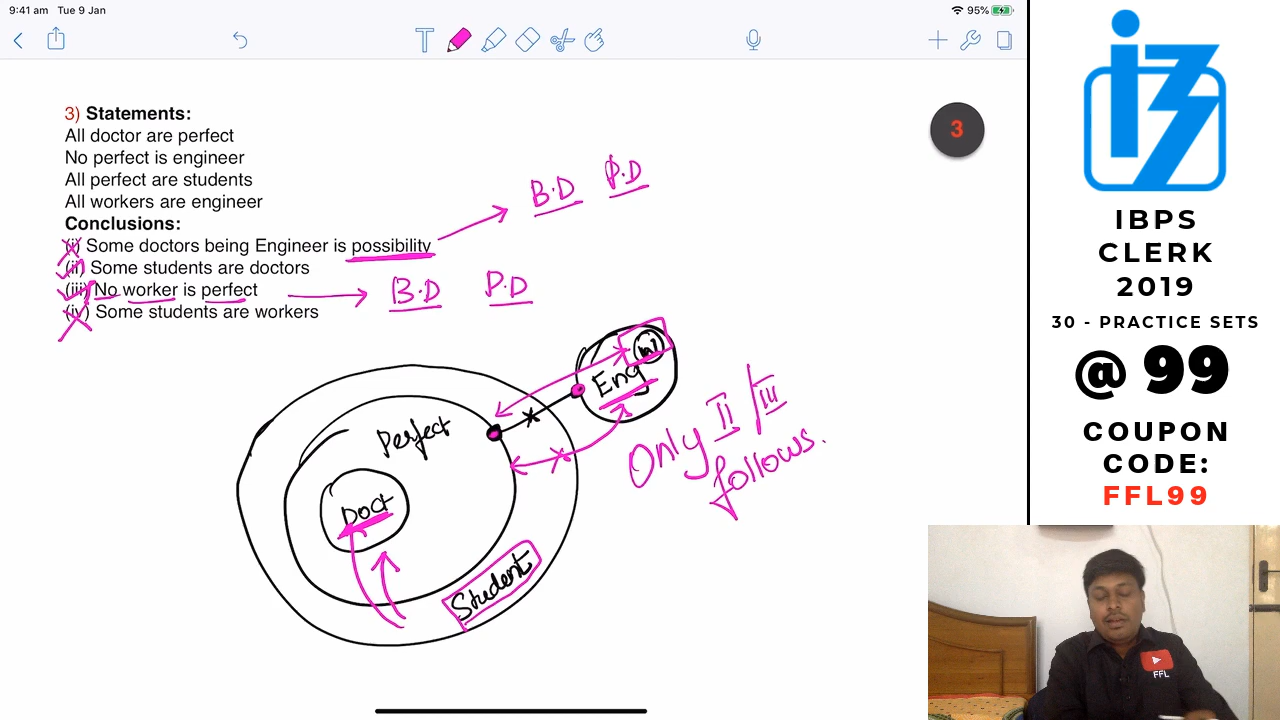 9:41 am Tue 9 Jan
95%
T
3) Statements:
All doctor are perfect
No perfect is engineer
All perfect are students
All workers are engineer
Conclusions:
(i) Some doctors being Engineer is possibility
(ii) Some students are doctors
(iii) No worker is perfect
(iv) Some students are workers
B.D P.D
B.D P.D
3
Perfect
Doct
Student
Eng
Only II / III
follows.
IBPS
CLERK
2019
30 - PRACTICE SETS
@ 99
COUPON
CODE:
FFL99
FFL